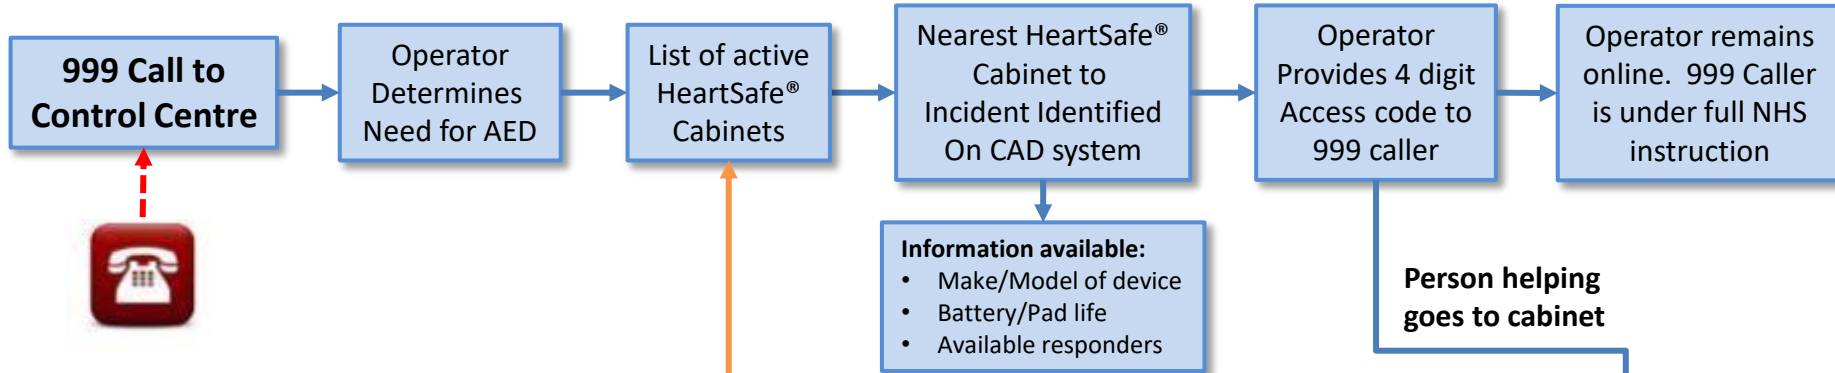 999 Call to
Control Centre
Operator
Determines
Need for AED
List of active
HeartSafe®
Cabinets
Nearest HeartSafe®
Cabinet to
Incident Identified
On CAD system
Operator
Provides 4 digit
Access code to
999 caller
Operator remains
online.  999 Caller
is under full NHS
instruction
Information available:
• Make/Model of device
• Battery/Pad life
• Available responders
Person helping
goes to cabinet